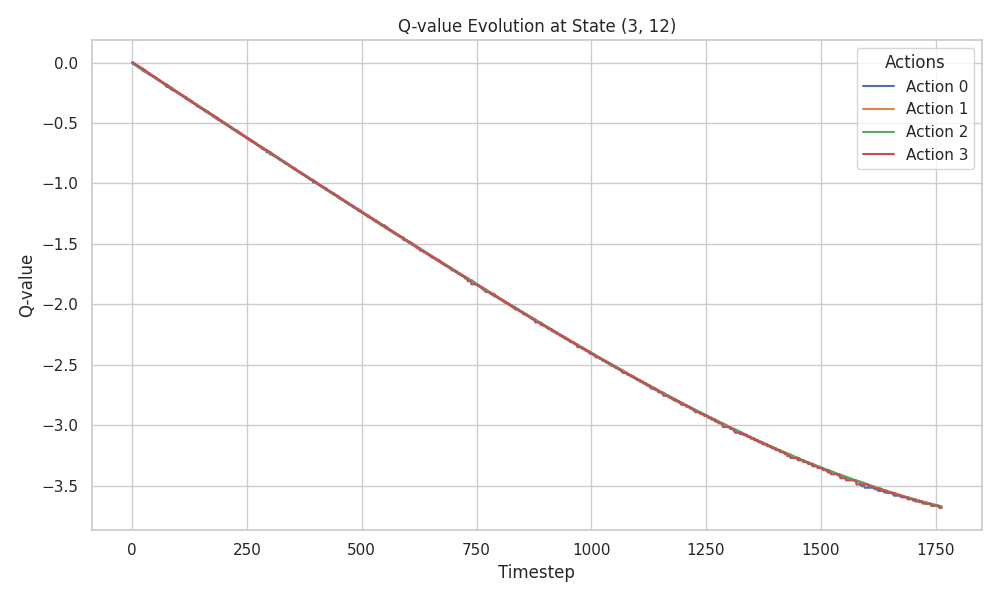 Q-value Evolution at State (3, 12)
Actions
Action 0
Action 1
Action 2
Action 3
Q-value
0.0
−0.5
−1.0
−1.5
−2.0
−2.5
−3.0
−3.5
0 250 500 750 1000 1250 1500 1750
Timestep